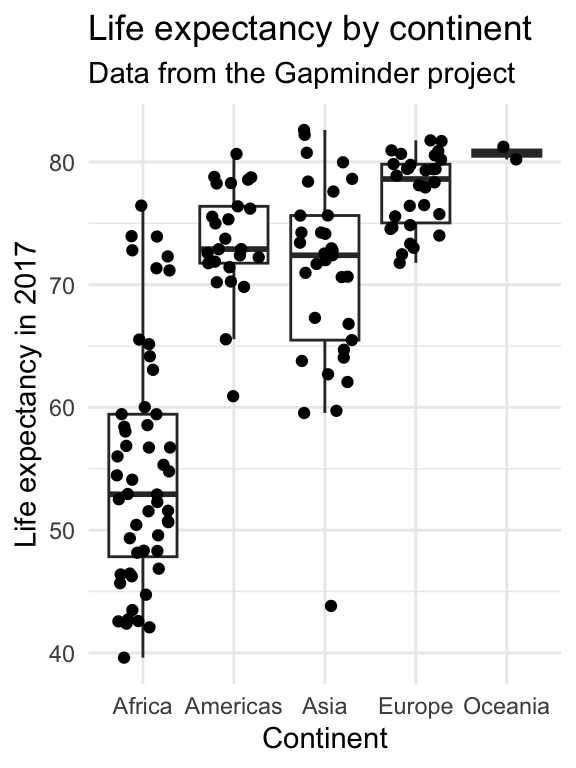 Life expectancy by continent
Data from the Gapminder project
Life expectancy in 2017
80
70
60
50
40
Africa Americas Asia Europe Oceania
Continent